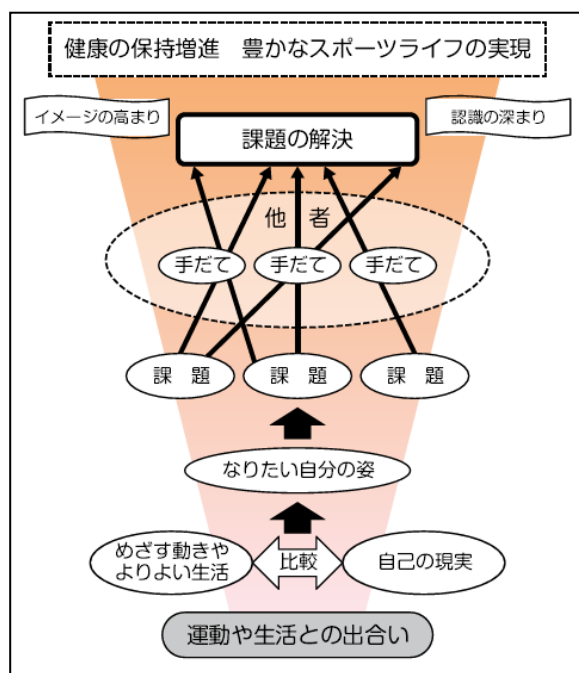 健康の保持増進　豊かなスポーツライフの実現
イメージの高まり
認識の深まり
課題の解決
他　者
手だて
手だて
手だて
課　題
課　題
課　題
なりたい自分の姿
めざす動きや
よりよい生活
比較
自己の現実
運動や生活との出合い